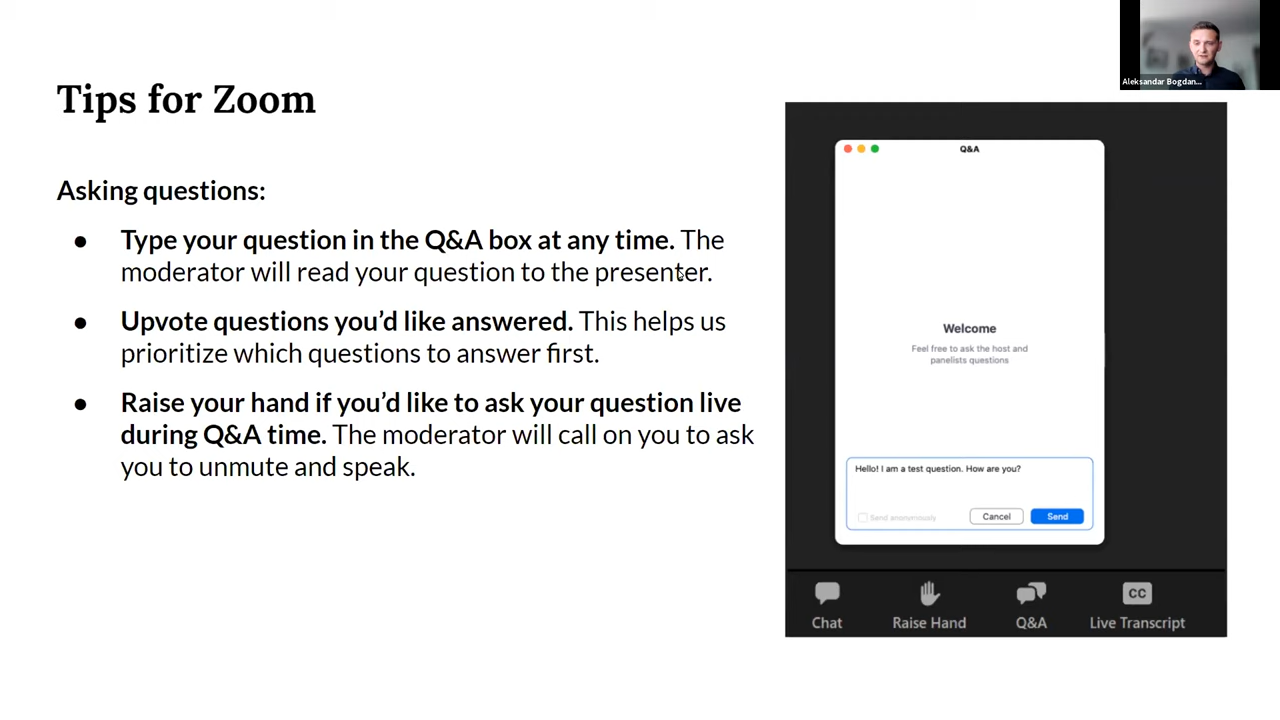 Aleksandar Bogdan...
Tips for Zoom
Asking questions:
● Type your question in the Q&A box at any time. The
moderator will read your question to the presenter.
● Upvote questions you’d like answered. This helps us
prioritize which questions to answer first.
● Raise your hand if you’d like to ask your question live
during Q&A time. The moderator will call on you to ask
you to unmute and speak.
Q&A
Welcome
Feel free to ask the host and
panelists questions
Hello! I am a test question. How are you?
Send anonymously
Cancel
Send
Chat
Raise Hand
Q&A
CC
Live Transcript